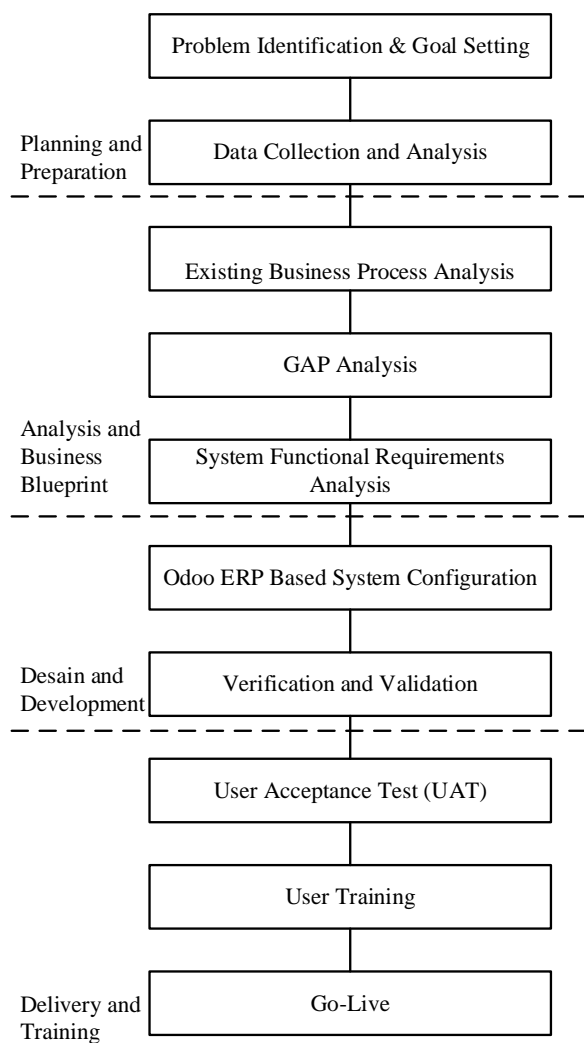 Problem Identification & Goal Setting
Planning and
Preparation
Data Collection and Analysis
Existing Business Process Analysis
GAP Analysis
Analysis and
Business
Blueprint
System Functional Requirements
Analysis
Odoo ERP Based System Configuration
Desain and
Development
Verification and Validation
User Acceptance Test (UAT)
User Training
Delivery and
Training
Go-Live